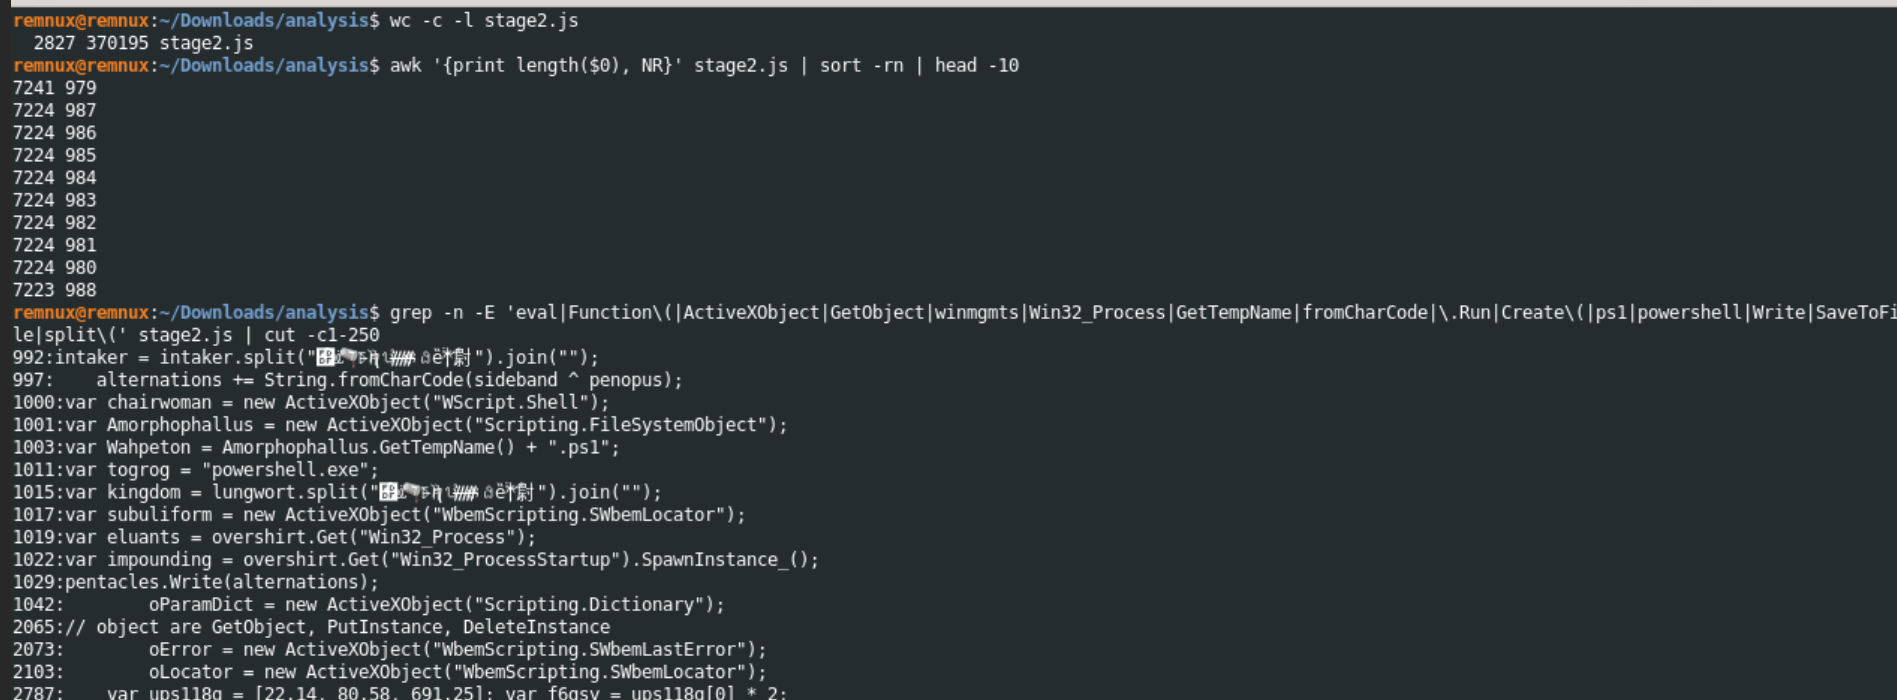 remnux@remnux:~/Downloads/analysis$ wc -c -l stage2.js
2827 370195 stage2.js
remnux@remnux:~/Downloads/analysis$ awk '{print length($0), NR}' stage2.js | sort -rn | head -10
7241 979
7224 987
7224 986
7224 985
7224 984
7224 983
7224 982
7224 981
7224 980
7223 988
remnux@remnux:~/Downloads/analysis$ grep -n -E 'eval|Function\(|ActiveXObject|GetObject|winmgmts|Win32_Process|GetTempName|fromCharCode|\.Run|Create\(|ps1|powershell|Write|SaveToFi
le|split\(' stage2.js | cut -c1-250
992:intaker = intaker.split(" ").join("");
997:    alternations += String.fromCharCode(sideband ^ penopus);
1000:var chairwoman = new ActiveXObject("WScript.Shell");
1001:var Amorphophallus = new ActiveXObject("Scripting.FileSystemObject");
1003:var Wahpeton = Amorphophallus.GetTempName() + ".ps1";
1011:var togrog = "powershell.exe";
1015:var kingdom = lungwort.split(" ").join("");
1017:var subuliform = new ActiveXObject("WbemScripting.SWbemLocator");
1019:var eluants = overshirt.Get("Win32_Process");
1022:var impounding = overshirt.Get("Win32_ProcessStartup").SpawnInstance_();
1029:pentacles.Write(alternations);
1042:        oParamDict = new ActiveXObject("Scripting.Dictionary");
2065:// object are GetObject, PutInstance, DeleteInstance
2073:        oError = new ActiveXObject("WbemScripting.SWbemLastError");
2103:        oLocator = new ActiveXObject("WbemScripting.SWbemLocator");
2787:    var ups118g = [22.14, 80.58, 691.25]; var f6gsy = ups118g[0] * 2;